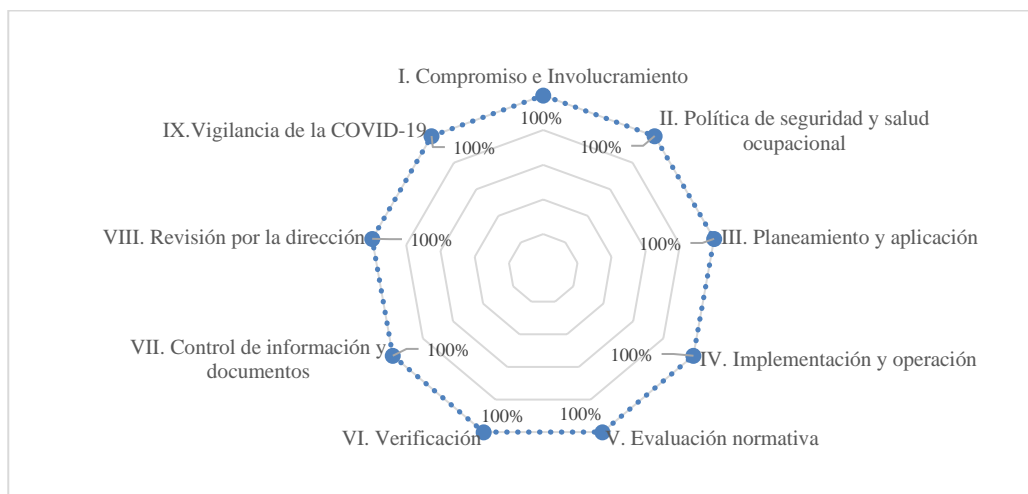 I. Compromiso e Involucramiento
100%
II. Política de seguridad y salud
ocupacional
100%
III. Planeamiento y aplicación
100%
IV. Implementación y operación
100%
V. Evaluación normativa
100%
VI. Verificación
100%
VII. Control de información y
documentos
100%
VIII. Revisión por la dirección
100%
IX.Vigilancia de la COVID-19
100%